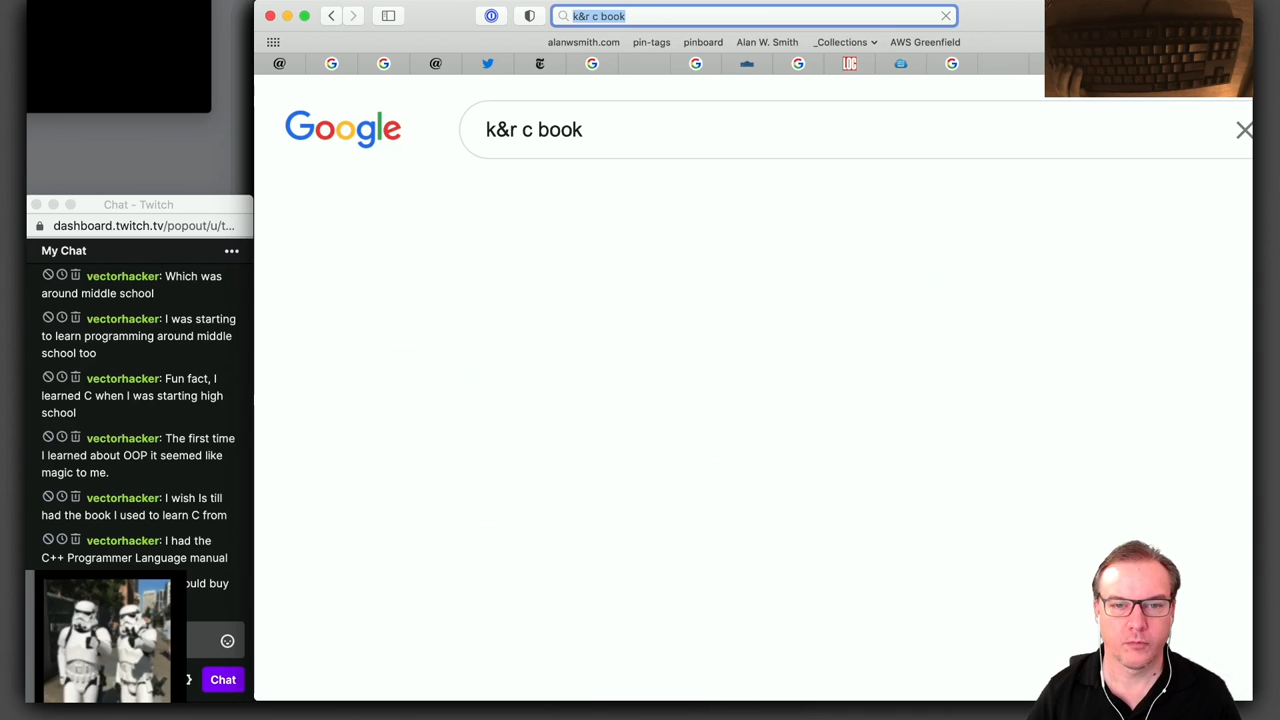 k&r c book
alanwsmith.com pin-tags pinboard Alan W. Smith _Collections AWS Greenfield
LOC
Google
k&r c book
Chat - Twitch
dashboard.twitch.tv/popout/u/t...
My Chat
vectorhacker: Which was
around middle school
vectorhacker: I was starting
to learn programming around middle
school too
vectorhacker: Fun fact, I
learned C when I was starting high
school
vectorhacker: The first time
I learned about OOP it seemed like
magic to me.
vectorhacker: I wish Is till
had the book I used to learn C from
vectorhacker: I had the
C++ Programmer Language manual
buy
Chat